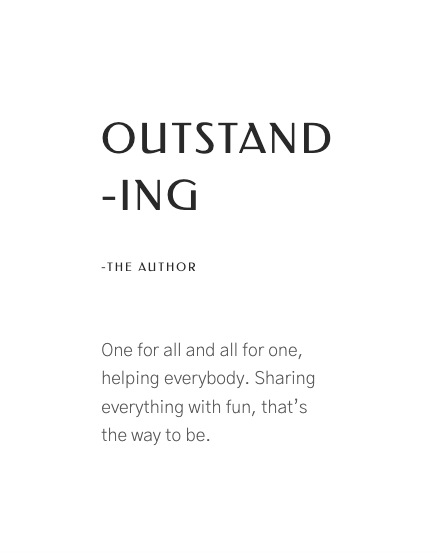 OUTSTAND
-ING
-THE AUTHOR
One for all and all for one,
helping everybody. Sharing
everything with fun, that’s
the way to be.